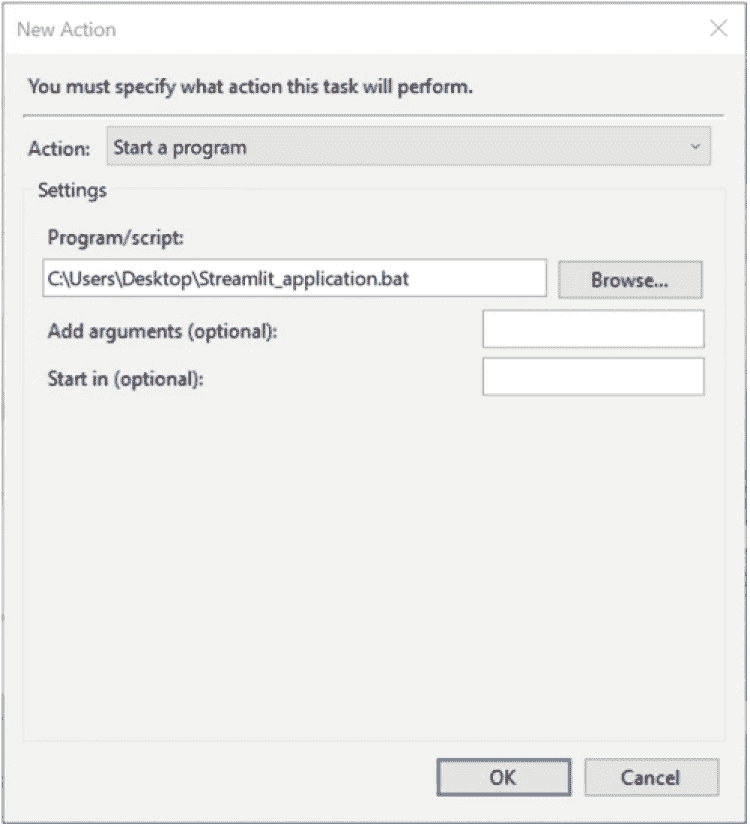 New Action
You must specify what action this task will perform.
Action: Start a program
Settings
Program/script:
C:\Users\Desktop\Streamlit_application.bat Browse...
Add arguments (optional):
Start in (optional):
OK Cancel